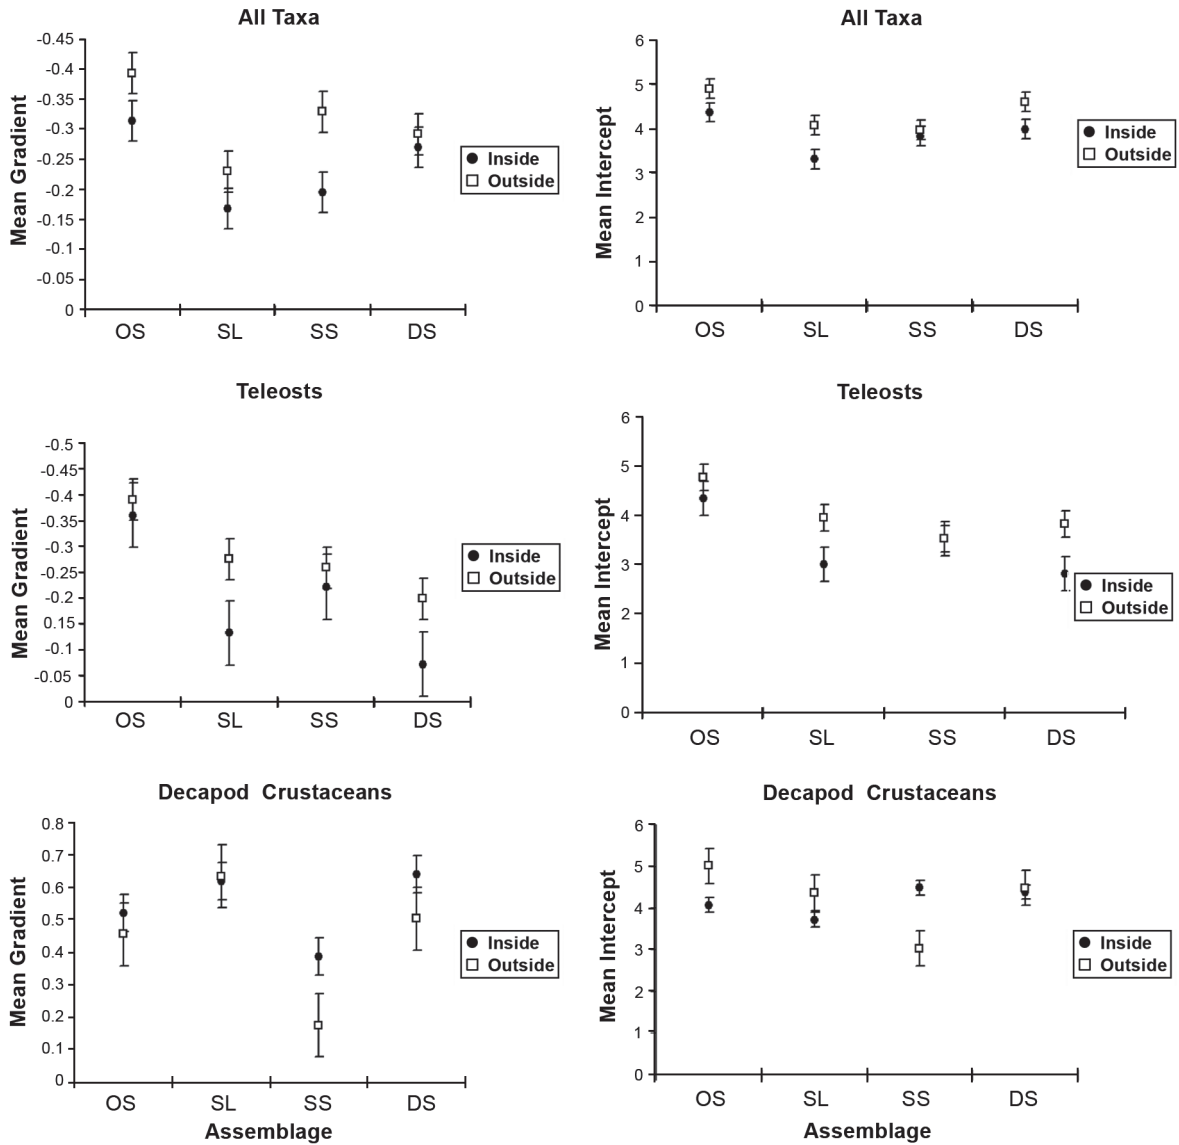 All Taxa
-0.45
-0.4
-0.35
-0.3
-0.25
-0.2
-0.15
-0.1
-0.05
0
Mean Gradient
OS SL SS DS
Inside
Outside
All Taxa
6
5
4
3
2
1
0
Mean Intercept
OS SL SS DS
Inside
Outside
Teleosts
-0.5
-0.45
-0.4
-0.35
-0.3
-0.25
-0.2
0.15
-0.1
-0.05
0
Mean Gradient
OS SL SS DS
Inside
Outside
Teleosts
6
5
4
3
2
1
0
Mean Intercept
OS SL SS DS
Inside
Outside
Decapod Crustaceans
0.8
0.7
0.6
0.5
0.4
0.3
0.2
0.1
0
Mean Gradient
OS SL SS DS
Assemblage
Inside
Outside
Decapod Crustaceans
6
5
4
3
2
1
0
Mean Intercept
OS SL SS DS
Assemblage
Inside
Outside